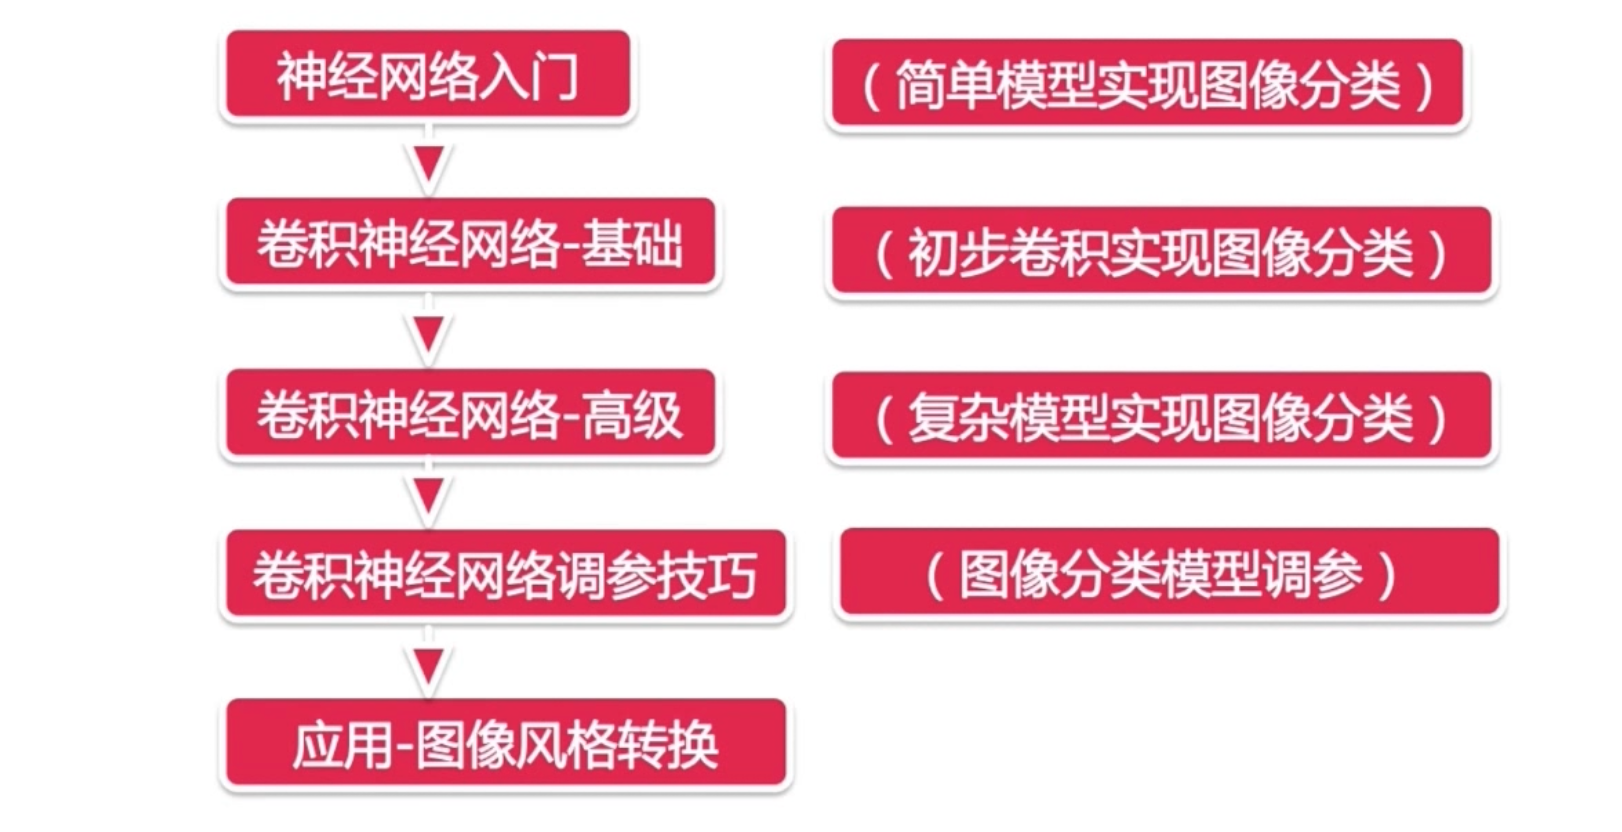 神经网络入门
（简单模型实现图像分类）
卷积神经网络-基础
（初步卷积实现图像分类）
卷积神经网络-高级
（复杂模型实现图像分类）
卷积神经网络调参技巧
（图像分类模型调参）
应用-图像风格转换